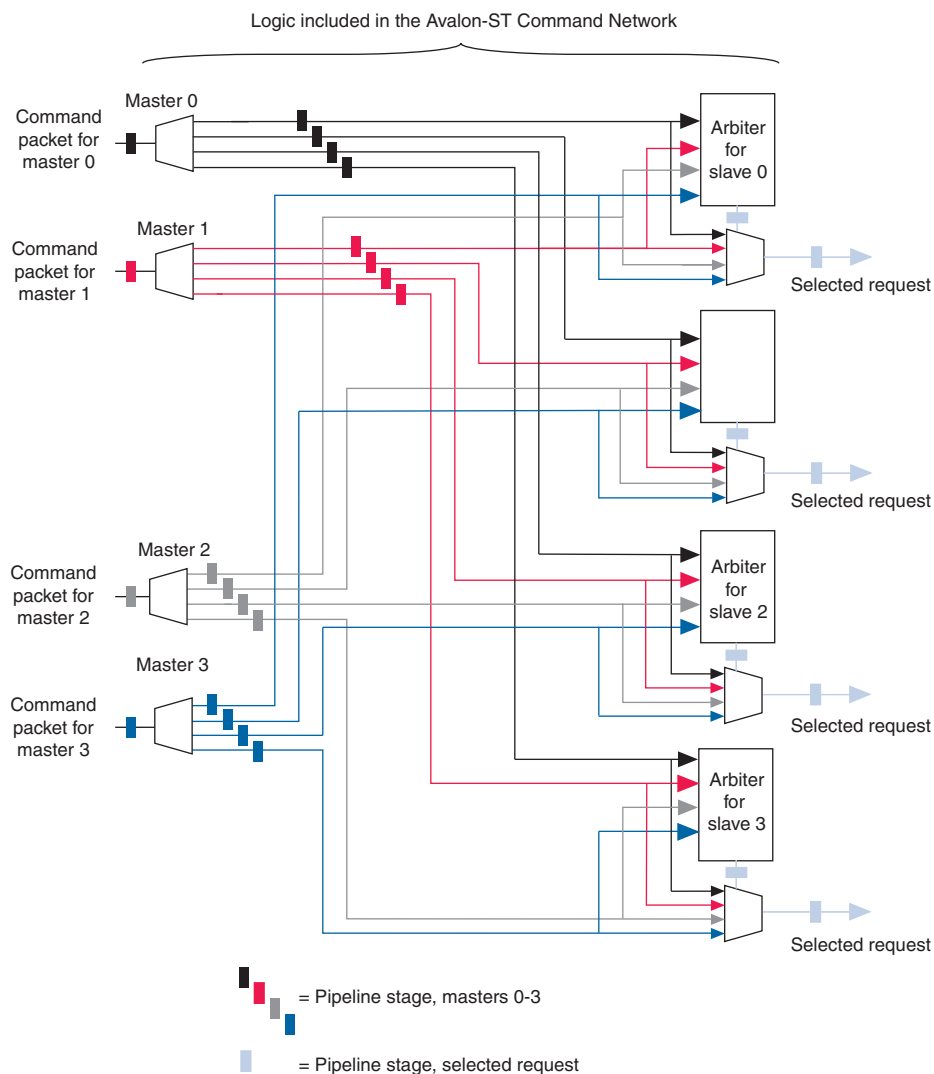 Logic included in the Avalon-ST Command Network
Master 0
Command
packet for
master 0
Arbiter
for
slave 0
Master 1
Command
packet for
master 1
Selected request
Selected request
Master 2
Command
packet for
master 2
Arbiter
for
slave 2
Master 3
Command
packet for
master 3
Selected request
Arbiter
for
slave 3
Selected request
= Pipeline stage, masters 0-3
= Pipeline stage, selected request